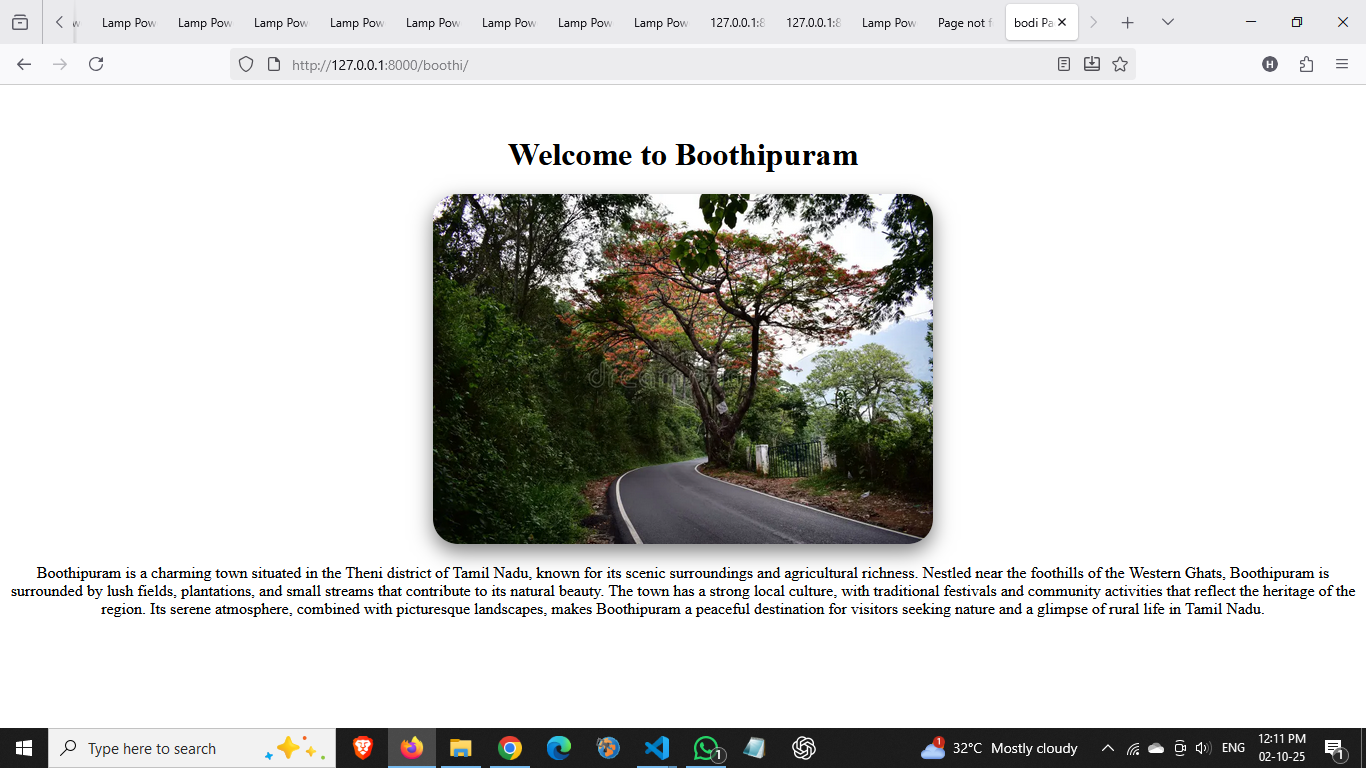 Lamp Pow
Lamp Pow
Lamp Pow
Lamp Pow
Lamp Pow
Lamp Pow
Lamp Pow
Lamp Pow
127.0.0.1:8
127.0.0.1:8
Lamp Pow
Page not f
bodi Pa
http://127.0.0.1:8000/boothi/
H
Welcome to Boothipuram
Boothipuram is a charming town situated in the Theni district of Tamil Nadu, known for its scenic surroundings and agricultural richness. Nestled near the foothills of the Western Ghats, Boothipuram is
surrounded by lush fields, plantations, and small streams that contribute to its natural beauty. The town has a strong local culture, with traditional festivals and community activities that reflect the heritage of the
region. Its serene atmosphere, combined with picturesque landscapes, makes Boothipuram a peaceful destination for visitors seeking nature and a glimpse of rural life in Tamil Nadu.
Type here to search
1
32°C Mostly cloudy
1
ENG
12:11 PM
02-10-25
1